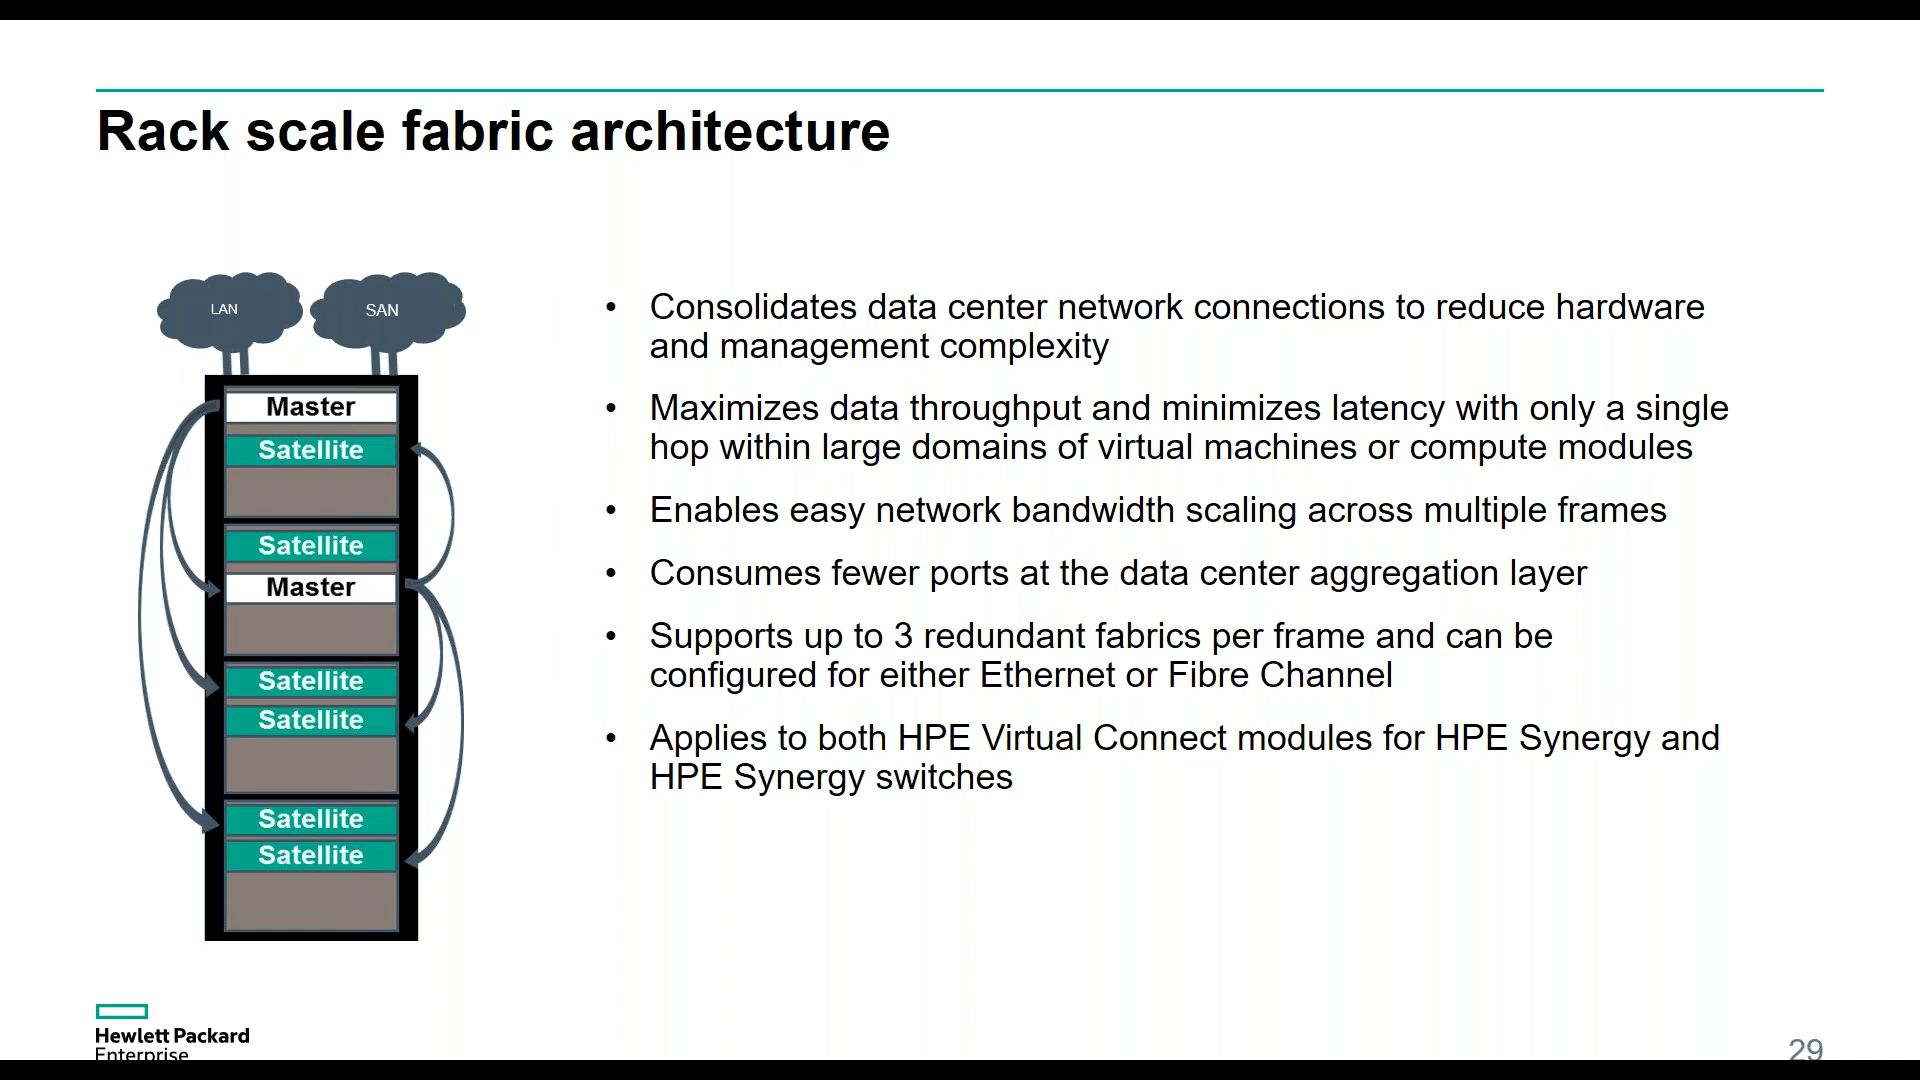 Rack scale fabric architecture
LAN
SAN
Master
Satellite
Satellite
Master
Satellite
Satellite
Satellite
Satellite
• Consolidates data center network connections to reduce hardware
and management complexity
• Maximizes data throughput and minimizes latency with only a single
hop within large domains of virtual machines or compute modules
• Enables easy network bandwidth scaling across multiple frames
• Consumes fewer ports at the data center aggregation layer
• Supports up to 3 redundant fabrics per frame and can be
configured for either Ethernet or Fibre Channel
• Applies to both HPE Virtual Connect modules for HPE Synergy and
HPE Synergy switches
Hewlett Packard
Enterprise
29